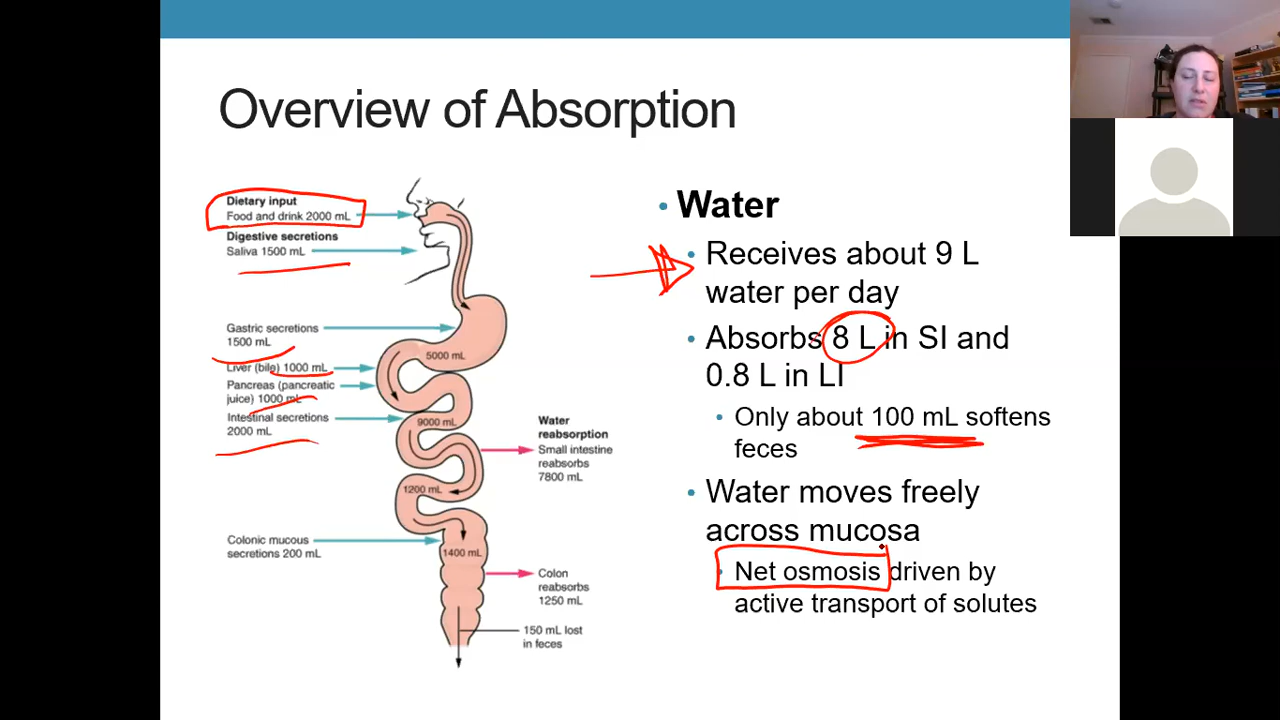 Overview of Absorption
Dietary input
Food and drink 2000 mL
Digestive secretions
Saliva 1500 mL
Gastric secretions
1500 mL
Liver (bile) 1000 mL
Pancreas (pancreatic
juice) 1000 mL
Intestinal secretions
2000 mL
5000 mL
9000 mL
1200 mL
Water
reabsorption
Small intestine
reabsorbs
7800 mL
Colonic mucous
secretions 200 mL
1400 mL
Colon
reabsorbs
1250 mL
150 mL lost
in feces
• Water
• Receives about 9 L
water per day
• Absorbs 8 L in SI and
0.8 L in LI
• Only about 100 mL softens
feces
• Water moves freely
across mucosa
• Net osmosis driven by
active transport of solutes